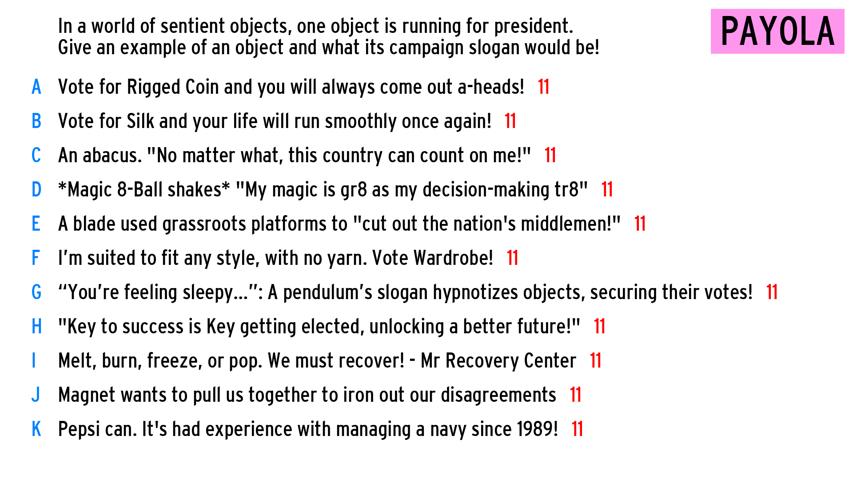 In a world of sentient objects, one object is running for president.
Give an example of an object and what its campaign slogan would be!
PAYOLA
A Vote for Rigged Coin and you will always come out a-heads! 11
B Vote for Silk and your life will run smoothly once again! 11
C An abacus. "No matter what, this country can count on me!" 11
D *Magic 8-Ball shakes* "My magic is gr8 as my decision-making tr8" 11
E A blade used grassroots platforms to "cut out the nation's middlemen!" 11
F I’m suited to fit any style, with no yarn. Vote Wardrobe! 11
G “You’re feeling sleepy...”: A pendulum’s slogan hypnotizes objects, securing their votes! 11
H "Key to success is Key getting elected, unlocking a better future!" 11
I Melt, burn, freeze, or pop. We must recover! - Mr Recovery Center 11
J Magnet wants to pull us together to iron out our disagreements 11
K Pepsi can. It's had experience with managing a navy since 1989! 11